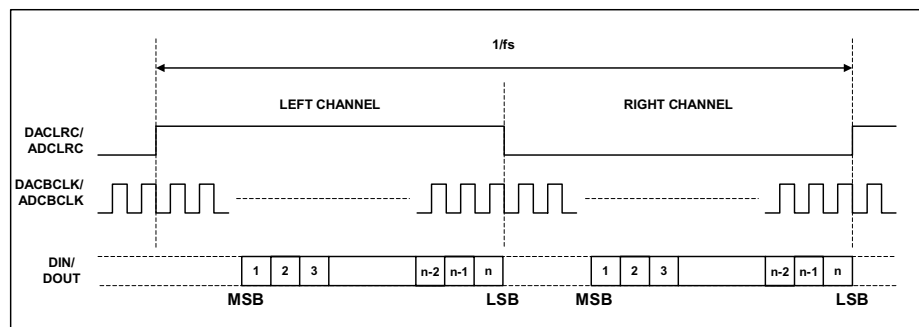 1/fs
LEFT CHANNEL RIGHT CHANNEL
DACLRC/
ADCLRC
DACBCLK/
ADCBCLK
DIN/
DOUT
1 2 3 n-2 n-1 n 1 2 3 n-2 n-1 n
MSB LSB MSB LSB